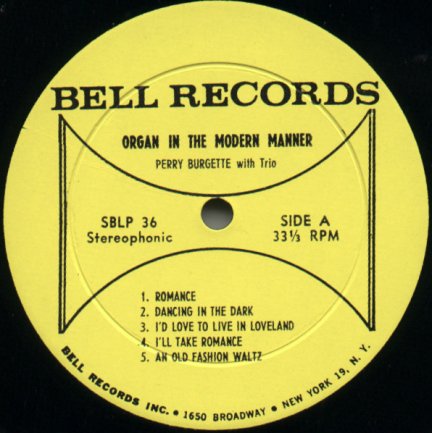 BELL RECORDS
ORGAN IN THE MODERN MANNER
PERRY BURGETTE with Trio
SBLP 36
Stereophonic
SIDE A
33⅓ RPM
1. ROMANCE
2. DANCING IN THE DARK
3. I'D LOVE TO LIVE IN LOVELAND
4. I'LL TAKE ROMANCE
5. AN OLD FASHION WALTZ
BELL RECORDS INC. • 1650 BROADWAY • NEW YORK 19, N. Y.